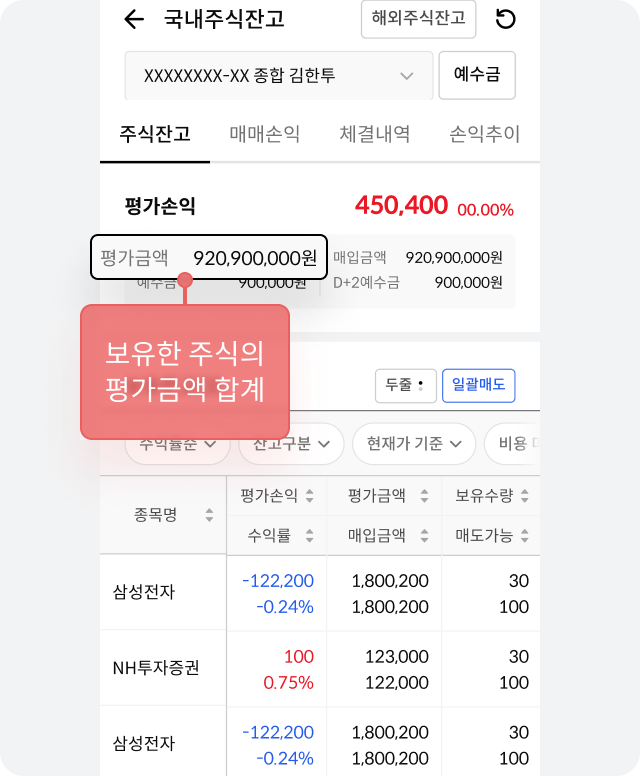 국내주식잔고 해외주식잔고
XXXXXXXX-XX 종합 김한투 예수금
주식잔고 매매손익 체결내역 손익추이
평가손익 450,400 00.00%
평가금액 920,900,000원 매입금액 920,900,000원
예수금 900,000원 D+2예수금 900,000원
보유한 주식의
평가금액 합계
두줄 일괄매도
수익률순 잔고구분 현재가 기준 비용
종목명 평가손익 평가금액 보유수량
수익률 매입금액 매도가능
삼성전자 -122,200 1,800,200 30
-0.24% 1,800,200 100
NH투자증권 100 123,000 30
0.75% 122,000 100
삼성전자 -122,200 1,800,200 30
-0.24% 1,800,200 100